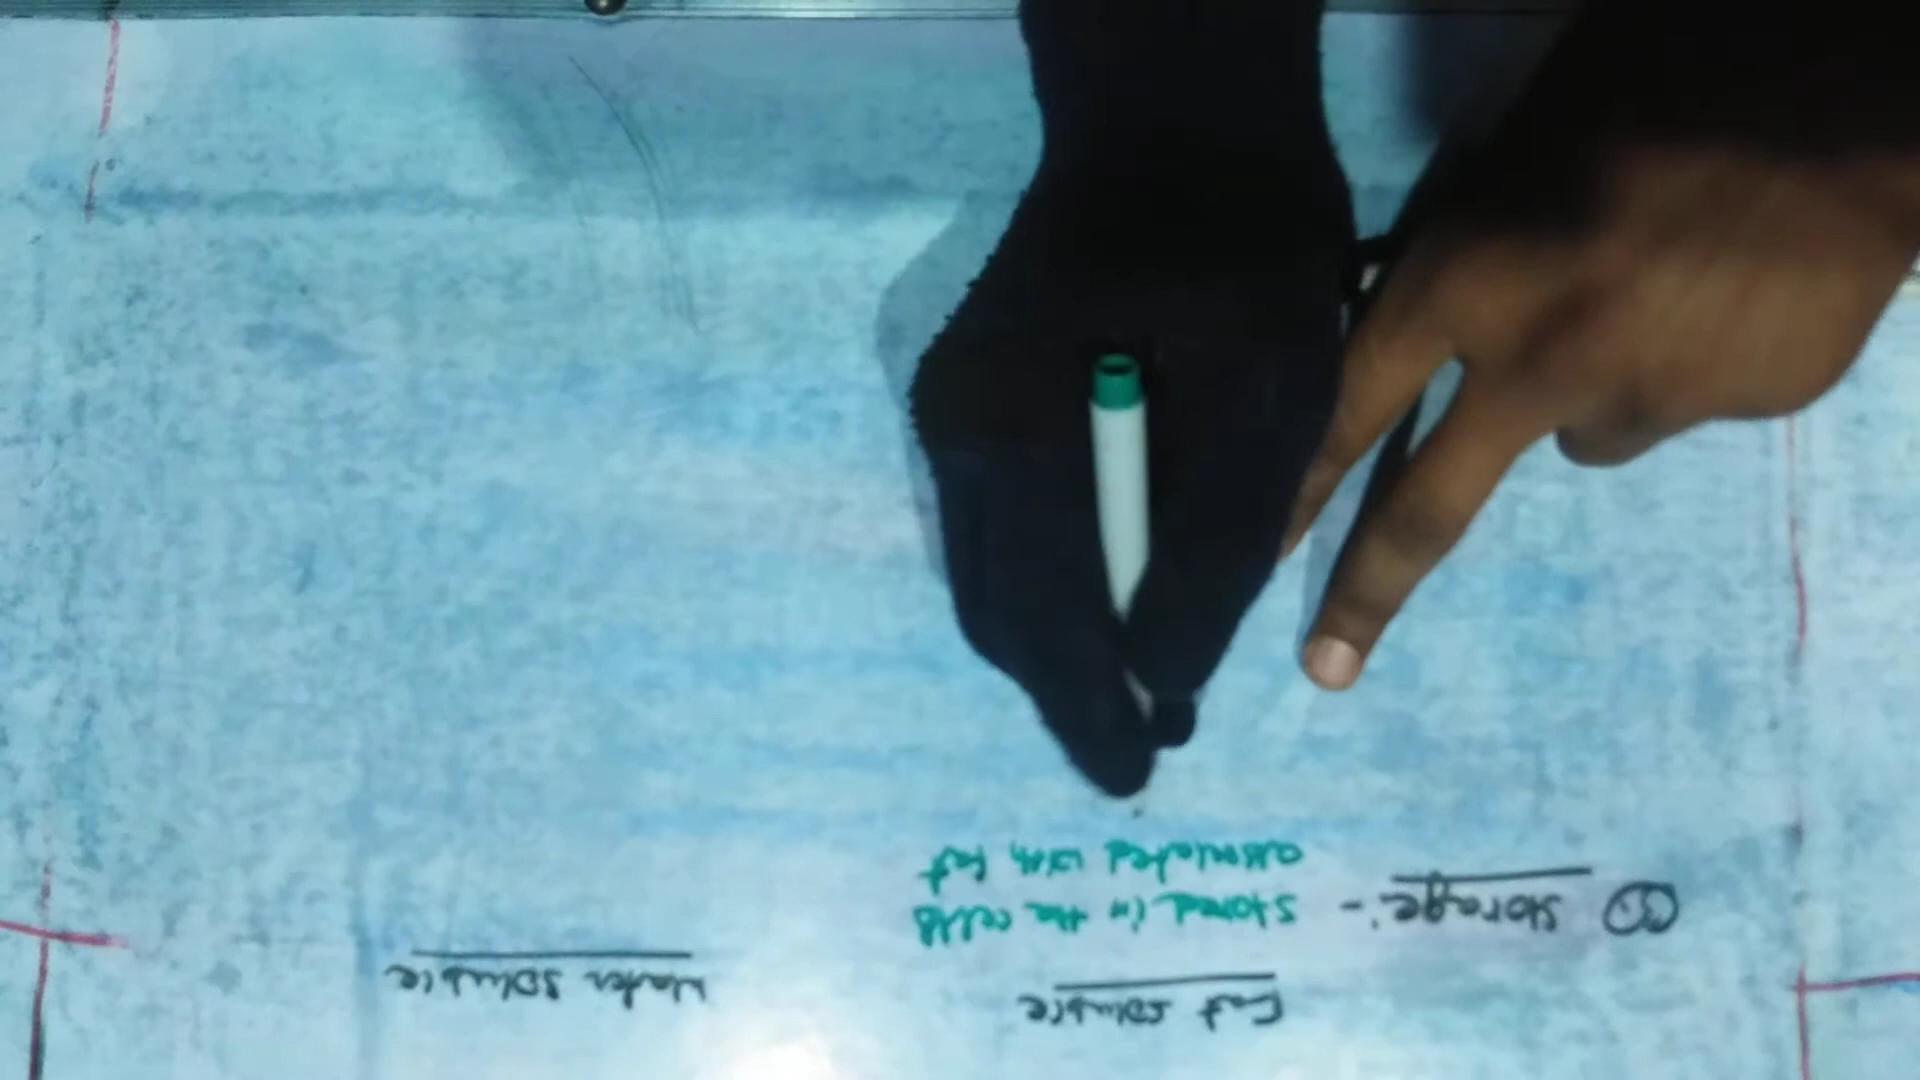 Fat soluble Water soluble
③ Storage:- stored in the cells
associated with fat